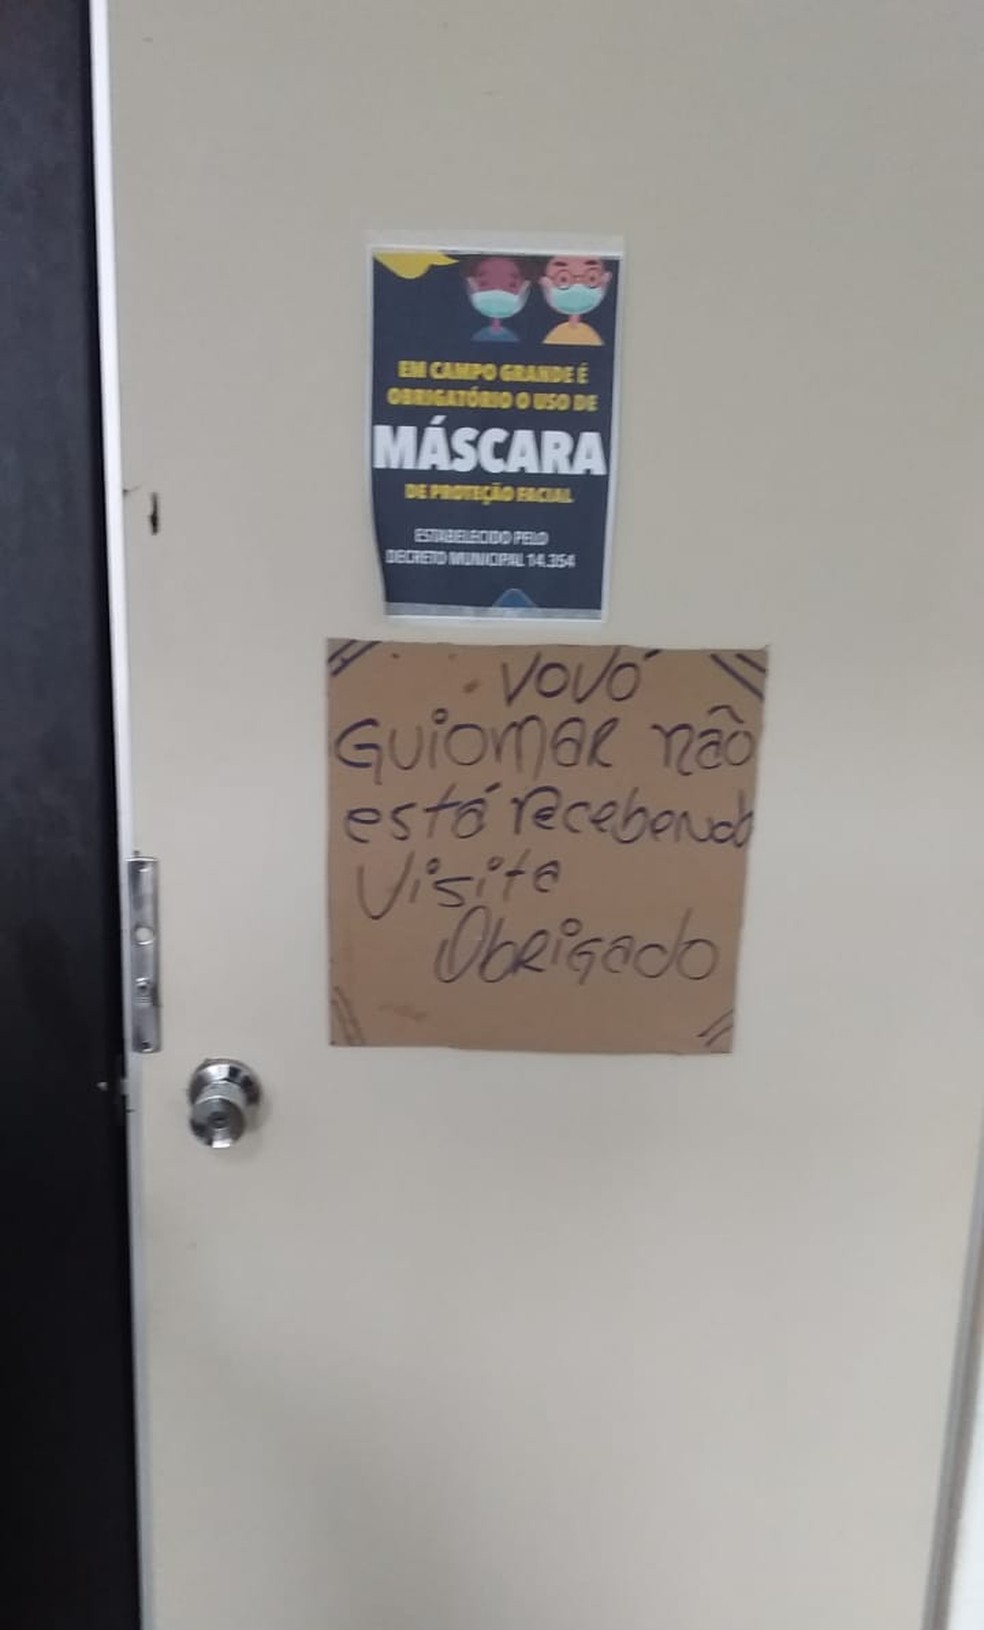 EM CAMPO GRANDE É
OBRIGATÓRIO O USO DE
MÁSCARA
DE PROTEÇÃO FACIAL
ESTABELECIDO PELO
DECRETO MUNICIPAL 14.354
VOVÓ
GUIOMAR não
está recebendo
Visita
Obrigado